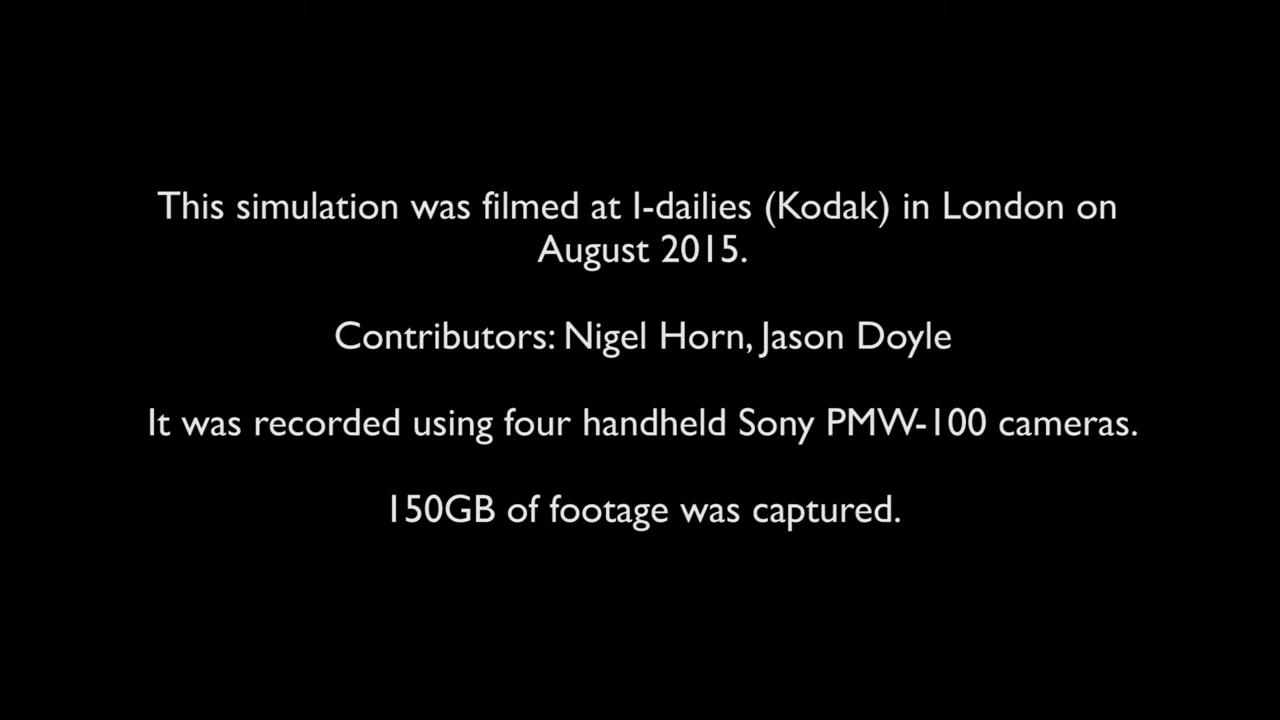 This simulation was filmed at I-dailies (Kodak) in London on
August 2015.
Contributors: Nigel Horn, Jason Doyle
It was recorded using four handheld Sony PMW-100 cameras.
150GB of footage was captured.